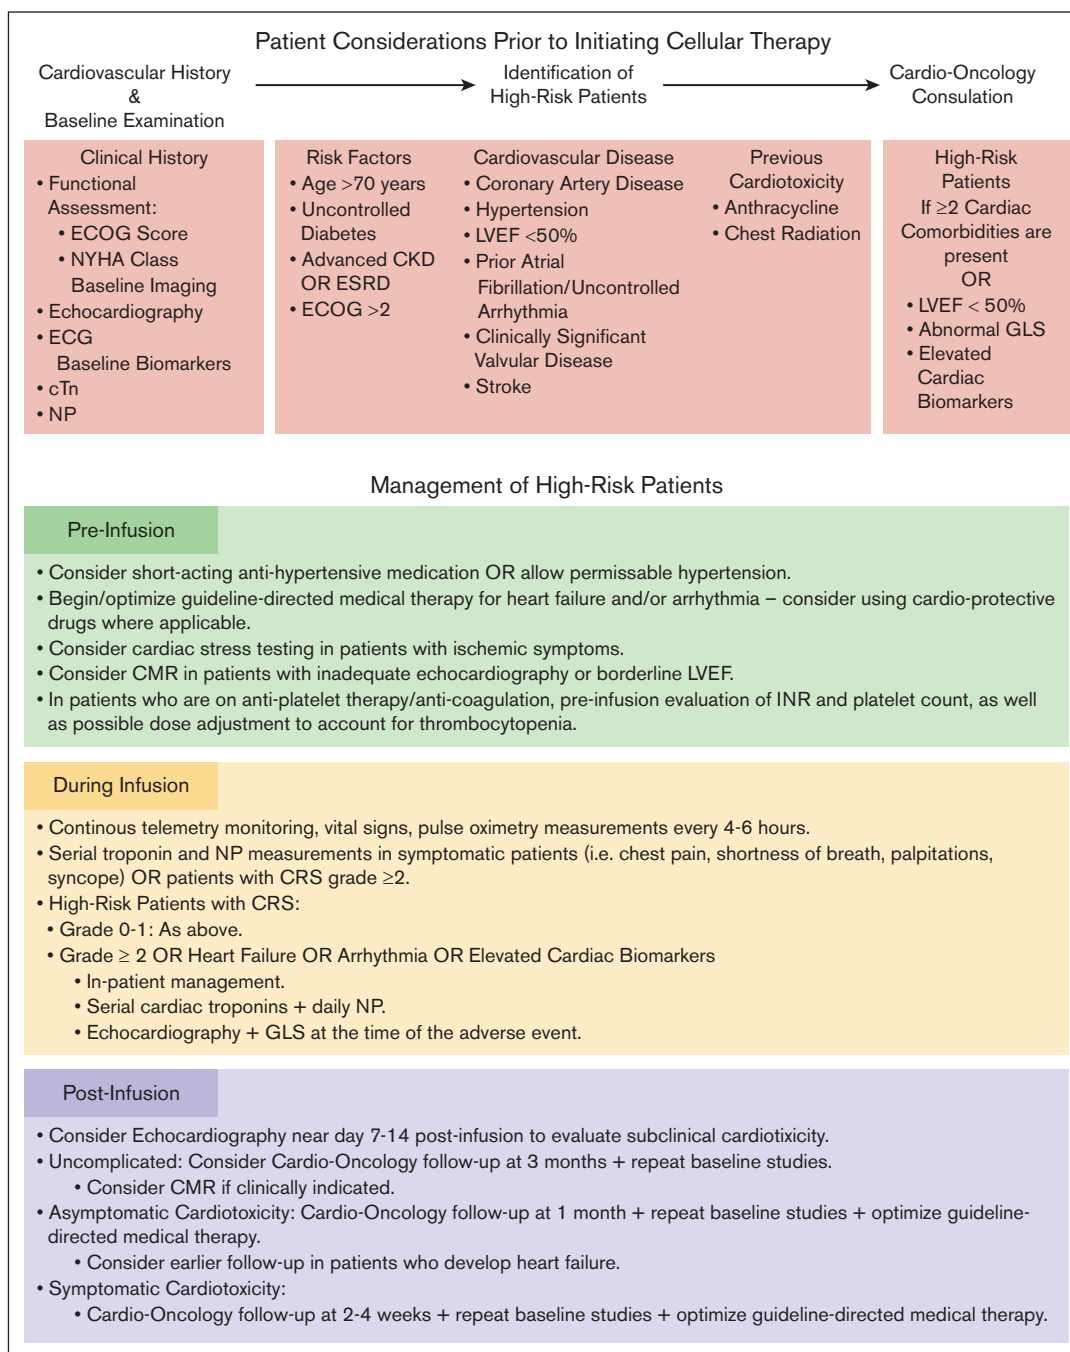 Patient Considerations Prior to Initiating Cellular Therapy
Cardiovascular History
&
Baseline Examination
Identification of
High-Risk Patients
Cardio-Oncology
Consulation
Clinical History
• Functional
Assessment:
• ECOG Score
• NYHA Class
Baseline Imaging
• Echocardiography
• ECG
Baseline Biomarkers
• cTn
• NP
Risk Factors
• Age >70 years
• Uncontrolled
Diabetes
• Advanced CKD
OR ESRD
• ECOG >2
Cardiovascular Disease
• Coronary Artery Disease
• Hypertension
• LVEF <50%
• Prior Atrial
Fibrillation/Uncontrolled
Arrhythmia
• Clinically Significant
Valvular Disease
• Stroke
Previous
Cardiotoxicity
• Anthracycline
• Chest Radiation
High-Risk
Patients
If ≥2 Cardiac
Comorbidities are
present
OR
• LVEF < 50%
• Abnormal GLS
• Elevated
Cardiac
Biomarkers
Management of High-Risk Patients
Pre-Infusion
• Consider short-acting anti-hypertensive medication OR allow permissable hypertension.
• Begin/optimize guideline-directed medical therapy for heart failure and/or arrhythmia – consider using cardio-protective
drugs where applicable.
• Consider cardiac stress testing in patients with ischemic symptoms.
• Consider CMR in patients with inadequate echocardiography or borderline LVEF.
• In patients who are on anti-platelet therapy/anti-coagulation, pre-infusion evaluation of INR and platelet count, as well
as possible dose adjustment to account for thrombocytopenia.
During Infusion
• Continous telemetry monitoring, vital signs, pulse oximetry measurements every 4-6 hours.
• Serial troponin and NP measurements in symptomatic patients (i.e. chest pain, shortness of breath, palpitations,
syncope) OR patients with CRS grade ≥2.
• High-Risk Patients with CRS:
• Grade 0-1: As above.
• Grade ≥ 2 OR Heart Failure OR Arrhythmia OR Elevated Cardiac Biomarkers
• In-patient management.
• Serial cardiac troponins + daily NP.
• Echocardiography + GLS at the time of the adverse event.
Post-Infusion
• Consider Echocardiography near day 7-14 post-infusion to evaluate subclinical cardiotixicity.
• Uncomplicated: Consider Cardio-Oncology follow-up at 3 months + repeat baseline studies.
• Consider CMR if clinically indicated.
• Asymptomatic Cardiotoxicity: Cardio-Oncology follow-up at 1 month + repeat baseline studies + optimize guideline-
directed medical therapy.
• Consider earlier follow-up in patients who develop heart failure.
• Symptomatic Cardiotoxicity:
• Cardio-Oncology follow-up at 2-4 weeks + repeat baseline studies + optimize guideline-directed medical therapy.